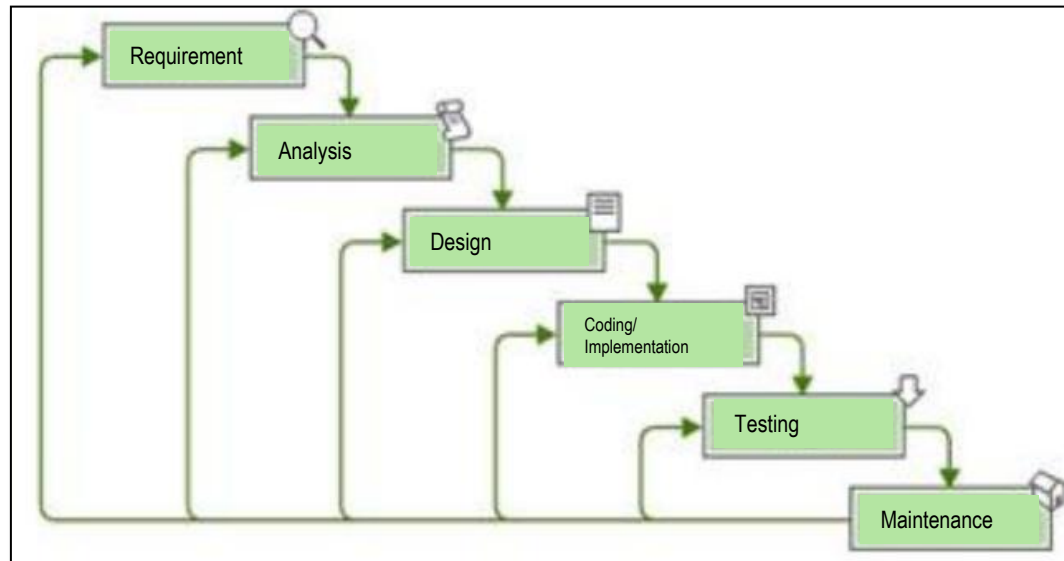 Requirement
Analysis
Design
Coding/
Implementation
Testing
Maintenance